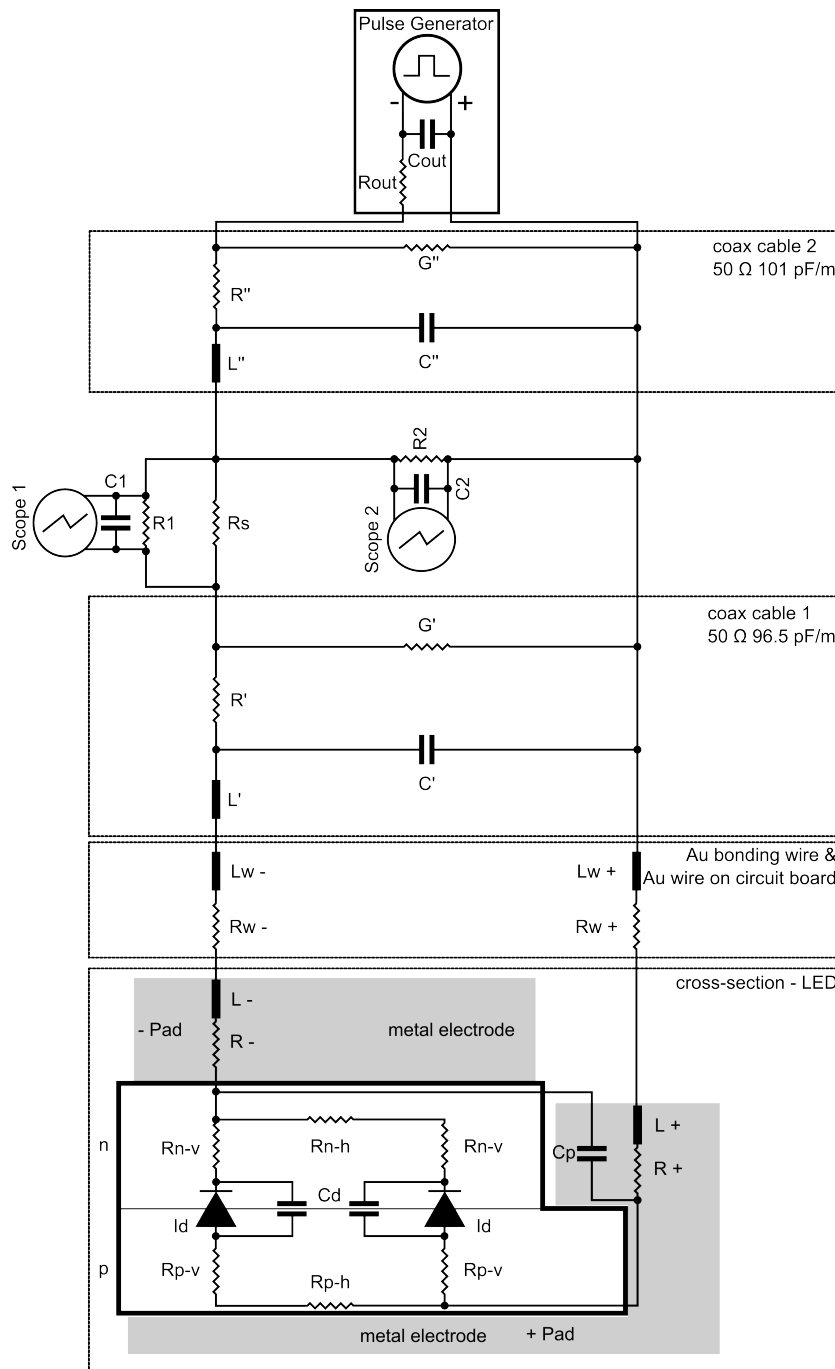 Pulse Generator
- +
Cout
Rout
coax cable 2
50 Ω 101 pF/m
G"
R"
C"
L"
R2
C1
C2
Scope 1
R1
Rs
Scope 2
coax cable 1
50 Ω 96.5 pF/m
G'
R'
C'
L'
Au bonding wire &
Au wire on circuit board
Lw -
Lw +
Rw -
Rw +
cross-section - LED
L -
- Pad
metal electrode
R -
L +
n
Rn-v
Rn-h
Rn-v
Cp
R +
Cd
Id
Id
p
Rp-v
Rp-h
Rp-v
metal electrode
+ Pad